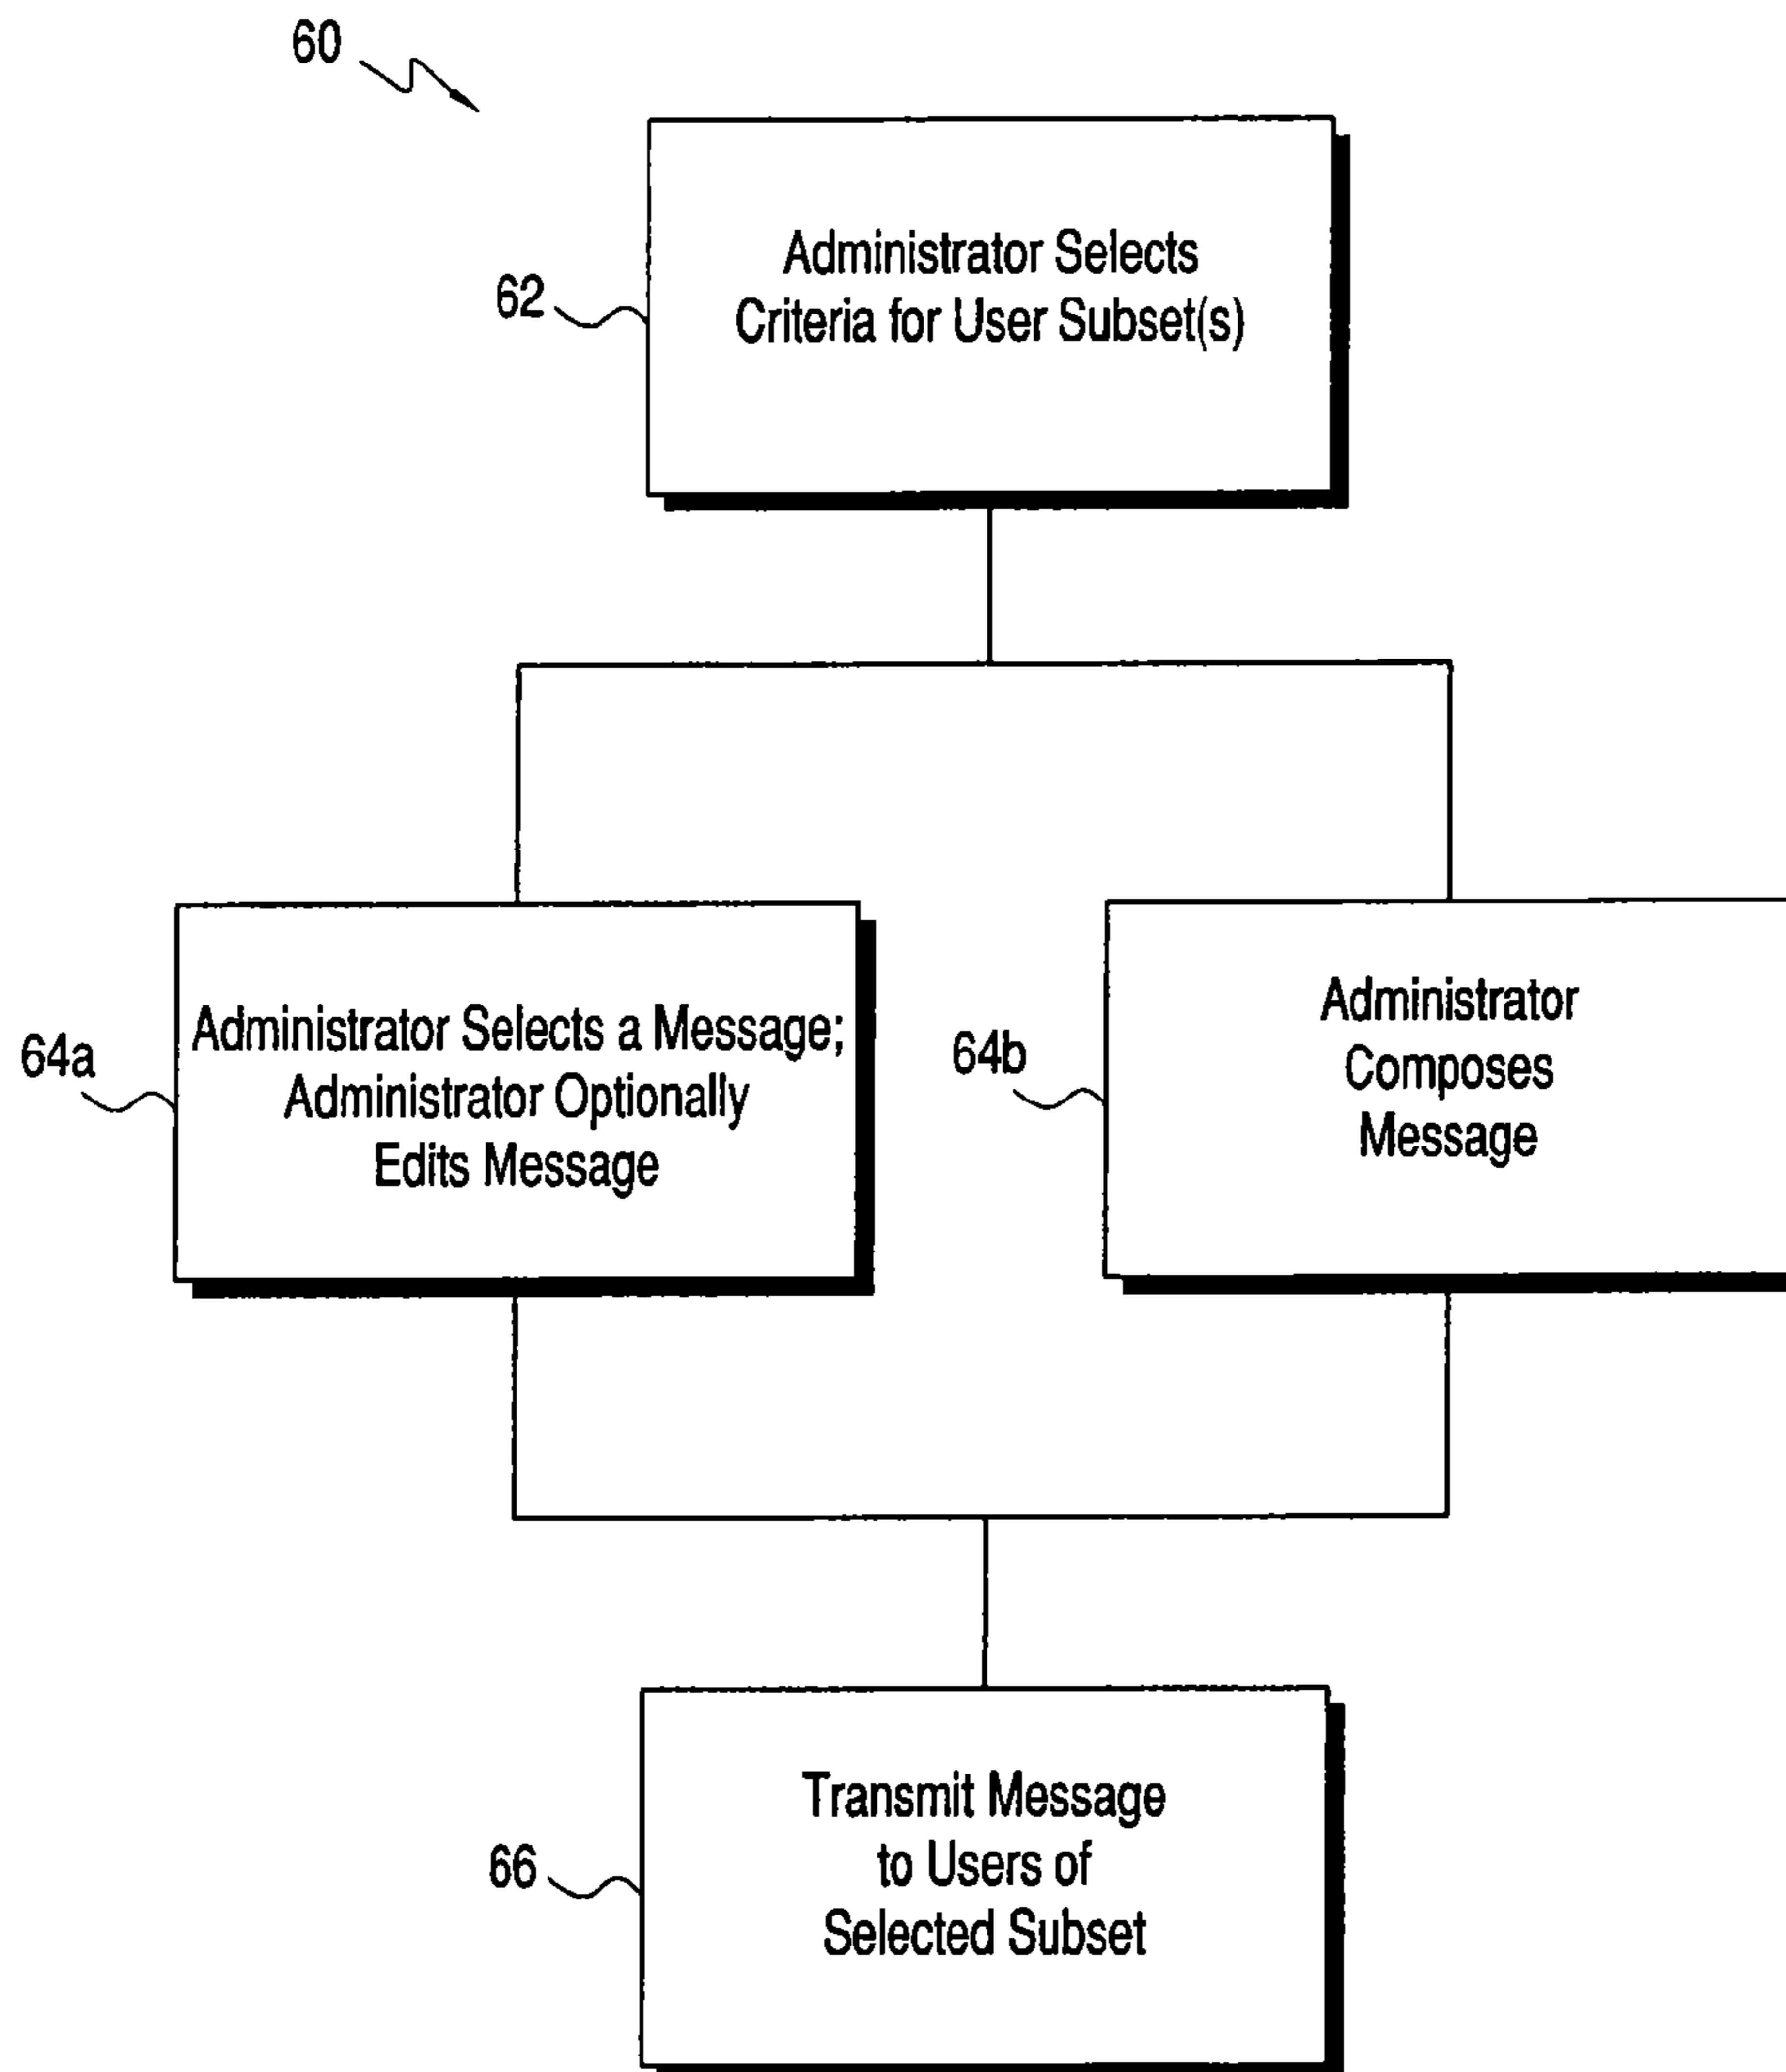 60
Administrator Selects
Criteria for User Subset(s)
62
Administrator Selects a Message;
Administrator Optionally
Edits Message
64a
Administrator
Composes
Message
64b
Transmit Message
to Users of
Selected Subset
66